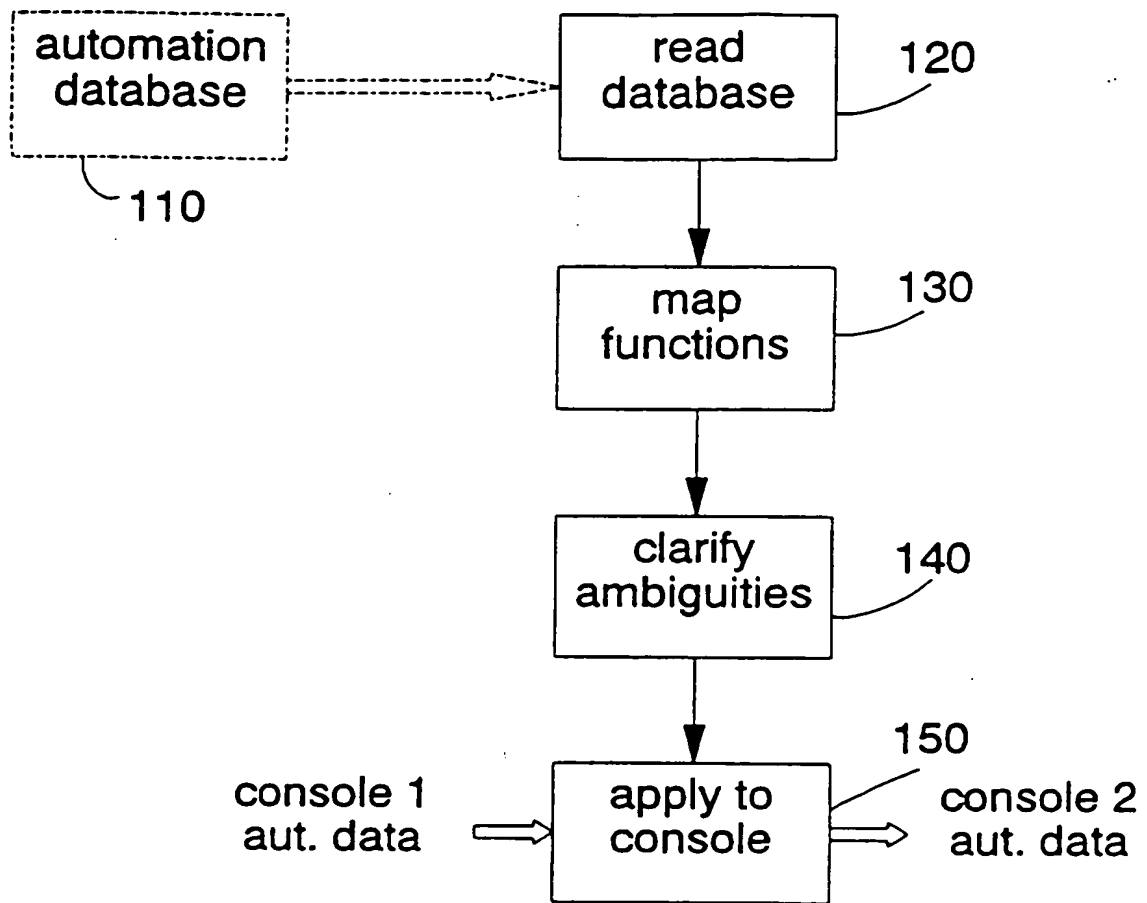 automation
database
110
read
database
120
map
functions
130
clarify
ambiguities
140
150
console 1
aut. data
apply to
console
console 2
aut. data